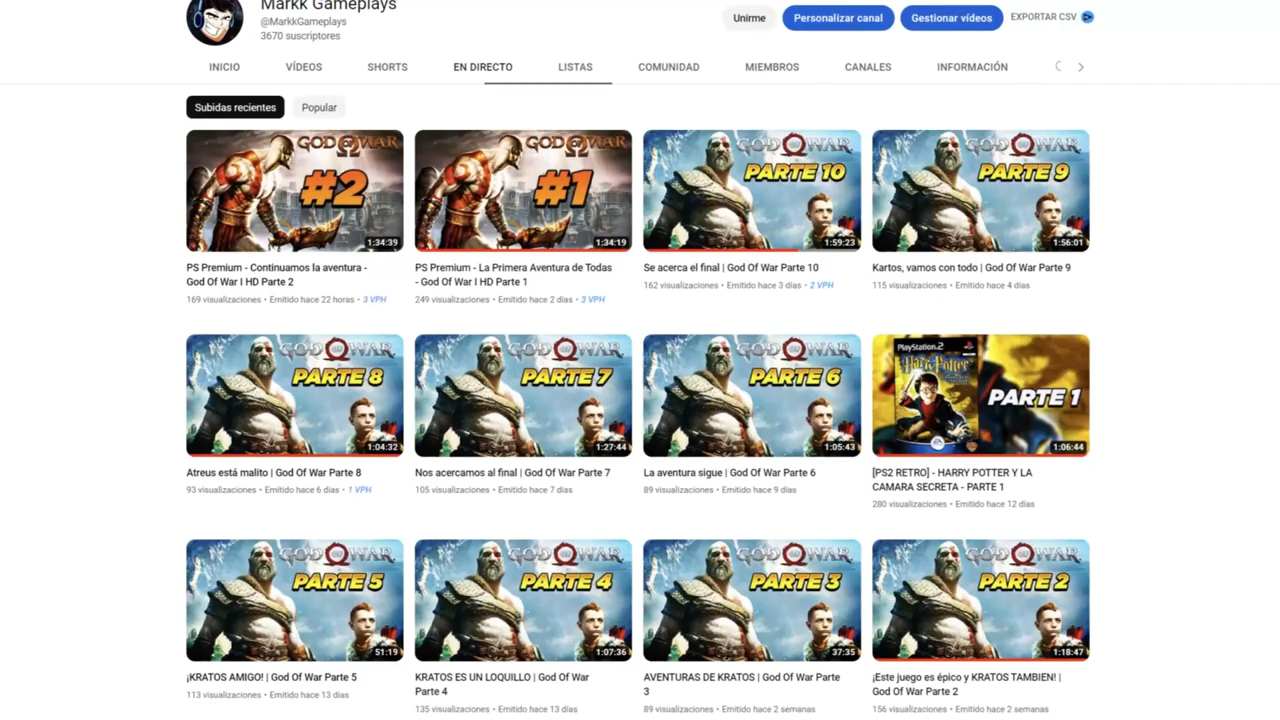 Markk Gameplays
@MarkkGameplays
3670 suscriptores
Unirme
Personalizar canal
Gestionar vídeos
EXPORTAR CSV
INICIO
VÍDEOS
SHORTS
EN DIRECTO
LISTAS
COMUNIDAD
MIEMBROS
CANALES
INFORMACIÓN
Subidas recientes
Popular
GOD OF WAR
#2
1:34:39
GOD OF WAR
#1
1:34:19
GOD OF WAR
PARTE 10
1:59:23
GOD OF WAR
PARTE 9
1:56:01
PS Premium - Continuamos la aventura -
God Of War I HD Parte 2
169 visualizaciones • Emitido hace 22 horas • 3 VPH
PS Premium - La Primera Aventura de Todas
- God Of War I HD Parte 1
249 visualizaciones • Emitido hace 2 días • 3 VPH
Se acerca el final | God Of War Parte 10
162 visualizaciones • Emitido hace 3 días • 2 VPH
Kartos, vamos con todo | God Of War Parte 9
115 visualizaciones • Emitido hace 4 días
GOD OF WAR
PARTE 8
1:04:32
GOD OF WAR
PARTE 7
1:27:44
GOD OF WAR
PARTE 6
1:05:43
PlayStation.2
Harry Potter
EA
PARTE 1
1:06:44
Atreus está malito | God Of War Parte 8
93 visualizaciones • Emitido hace 6 días • 1 VPH
Nos acercamos al final | God Of War Parte 7
105 visualizaciones • Emitido hace 7 días
La aventura sigue | God Of War Parte 6
89 visualizaciones • Emitido hace 9 días
[PS2 RETRO] - HARRY POTTER Y LA
CAMARA SECRETA - PARTE 1
280 visualizaciones • Emitido hace 12 días
GOD OF WAR
PARTE 5
51:19
GOD OF WAR
PARTE 4
1:07:36
GOD OF WAR
PARTE 3
37:35
GOD OF WAR
PARTE 2
1:18:47
¡KRATOS AMIGO! | God Of War Parte 5
113 visualizaciones • Emitido hace 13 días
KRATOS ES UN LOQUILLO | God Of War
Parte 4
135 visualizaciones • Emitido hace 13 días
AVENTURAS DE KRATOS | God Of War Parte
3
89 visualizaciones • Emitido hace 2 semanas
¡Este juego es épico y KRATOS TAMBIEN! |
God Of War Parte 2
156 visualizaciones • Emitido hace 2 semanas